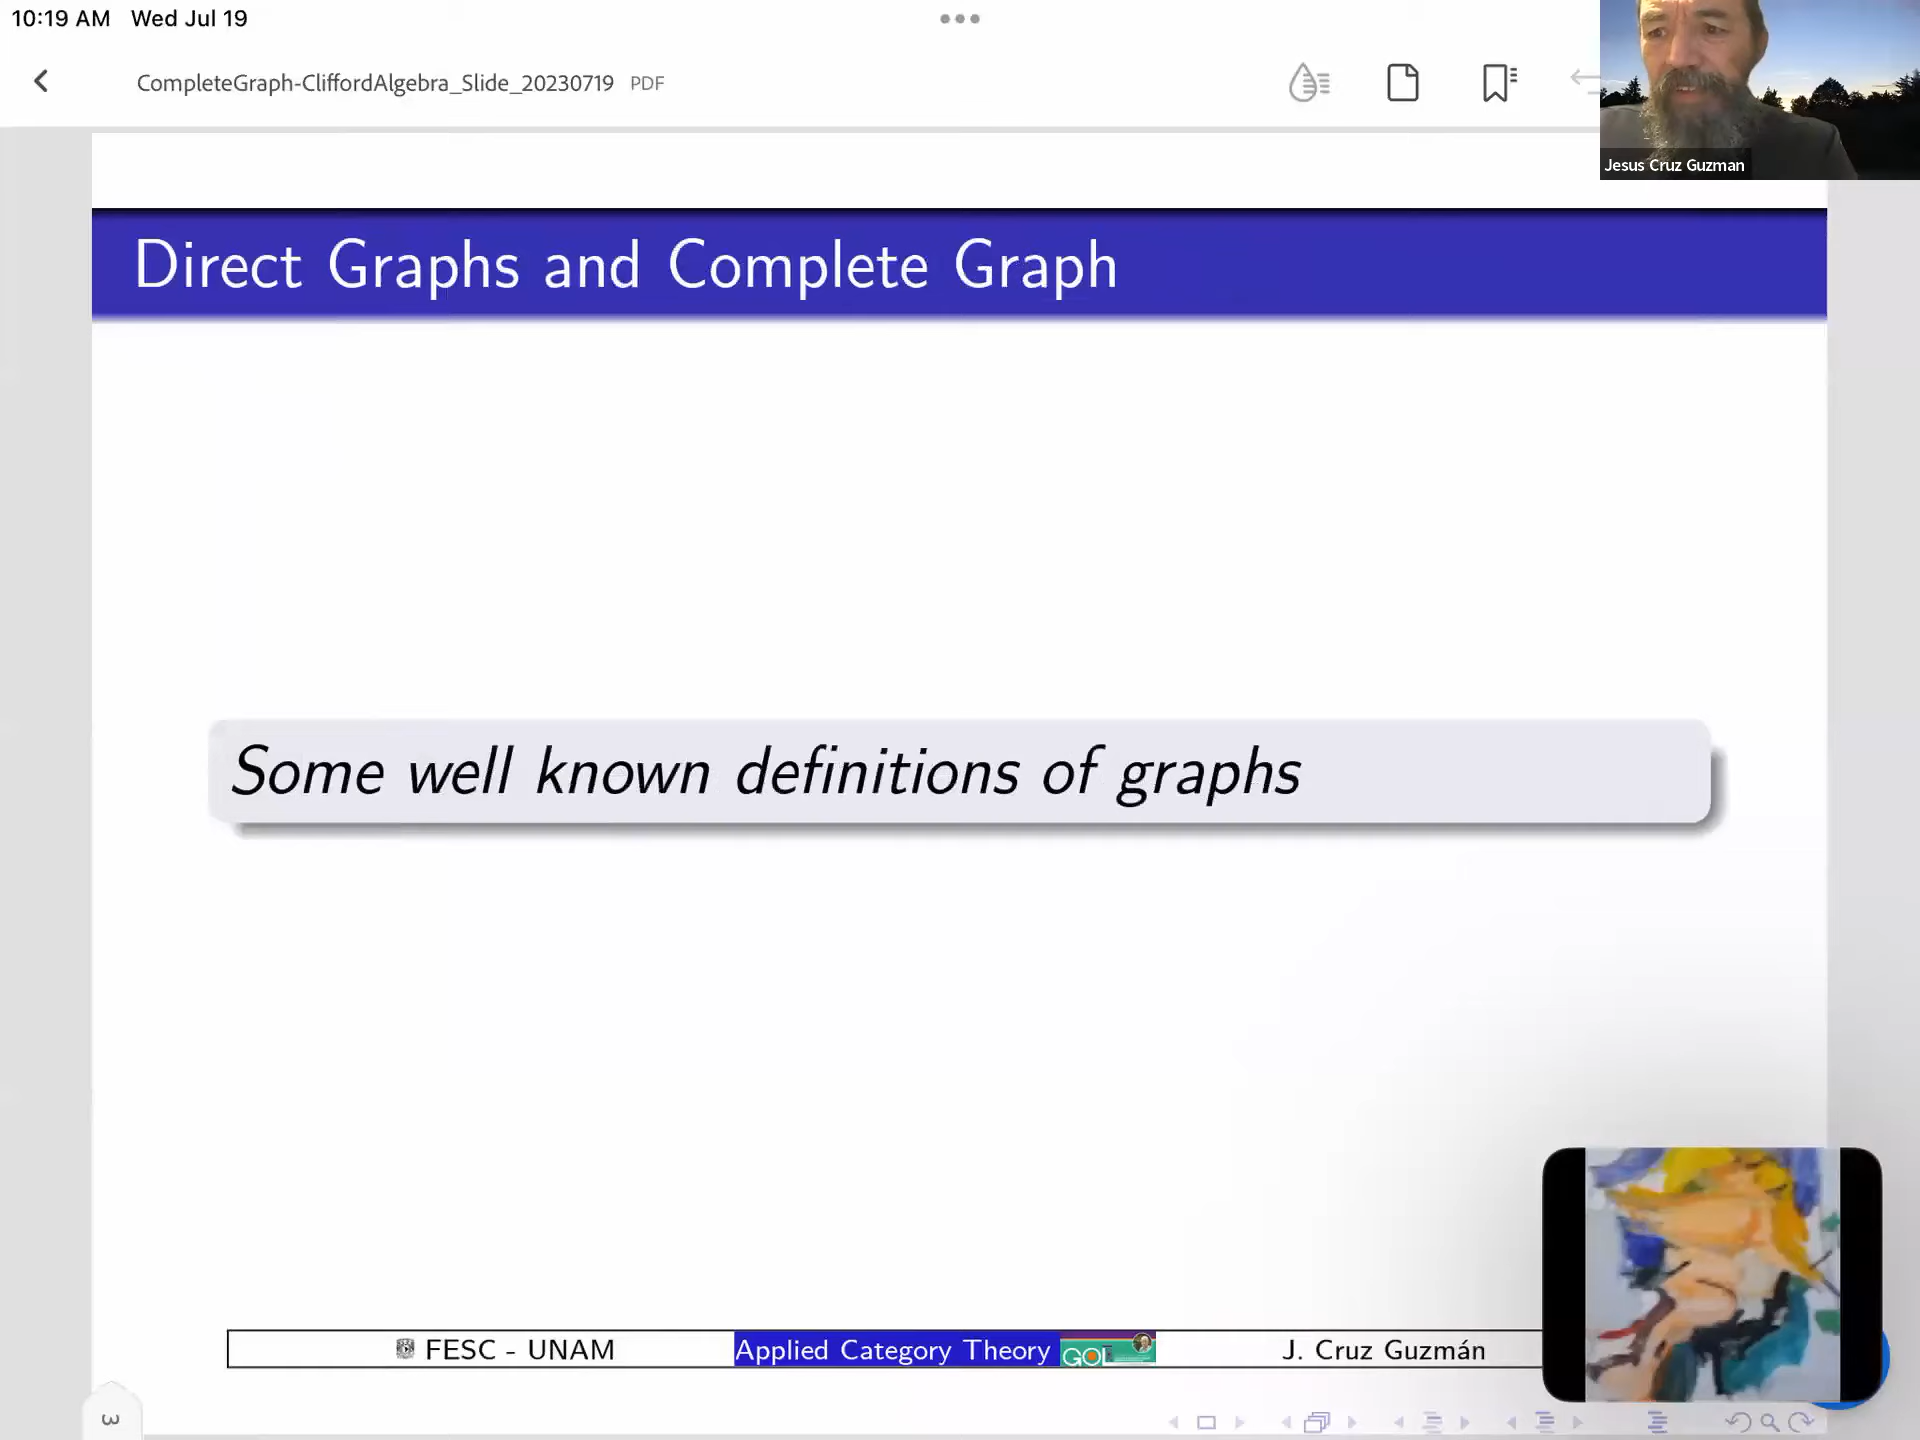 10:19 AM Wed Jul 19
CompleteGraph-CliffordAlgebra_Slide_20230719 PDF
Jesus Cruz Guzman
Direct Graphs and Complete Graph
Some well known definitions of graphs
FESC - UNAM Applied Category Theory GOL J. Cruz Guzmán
3